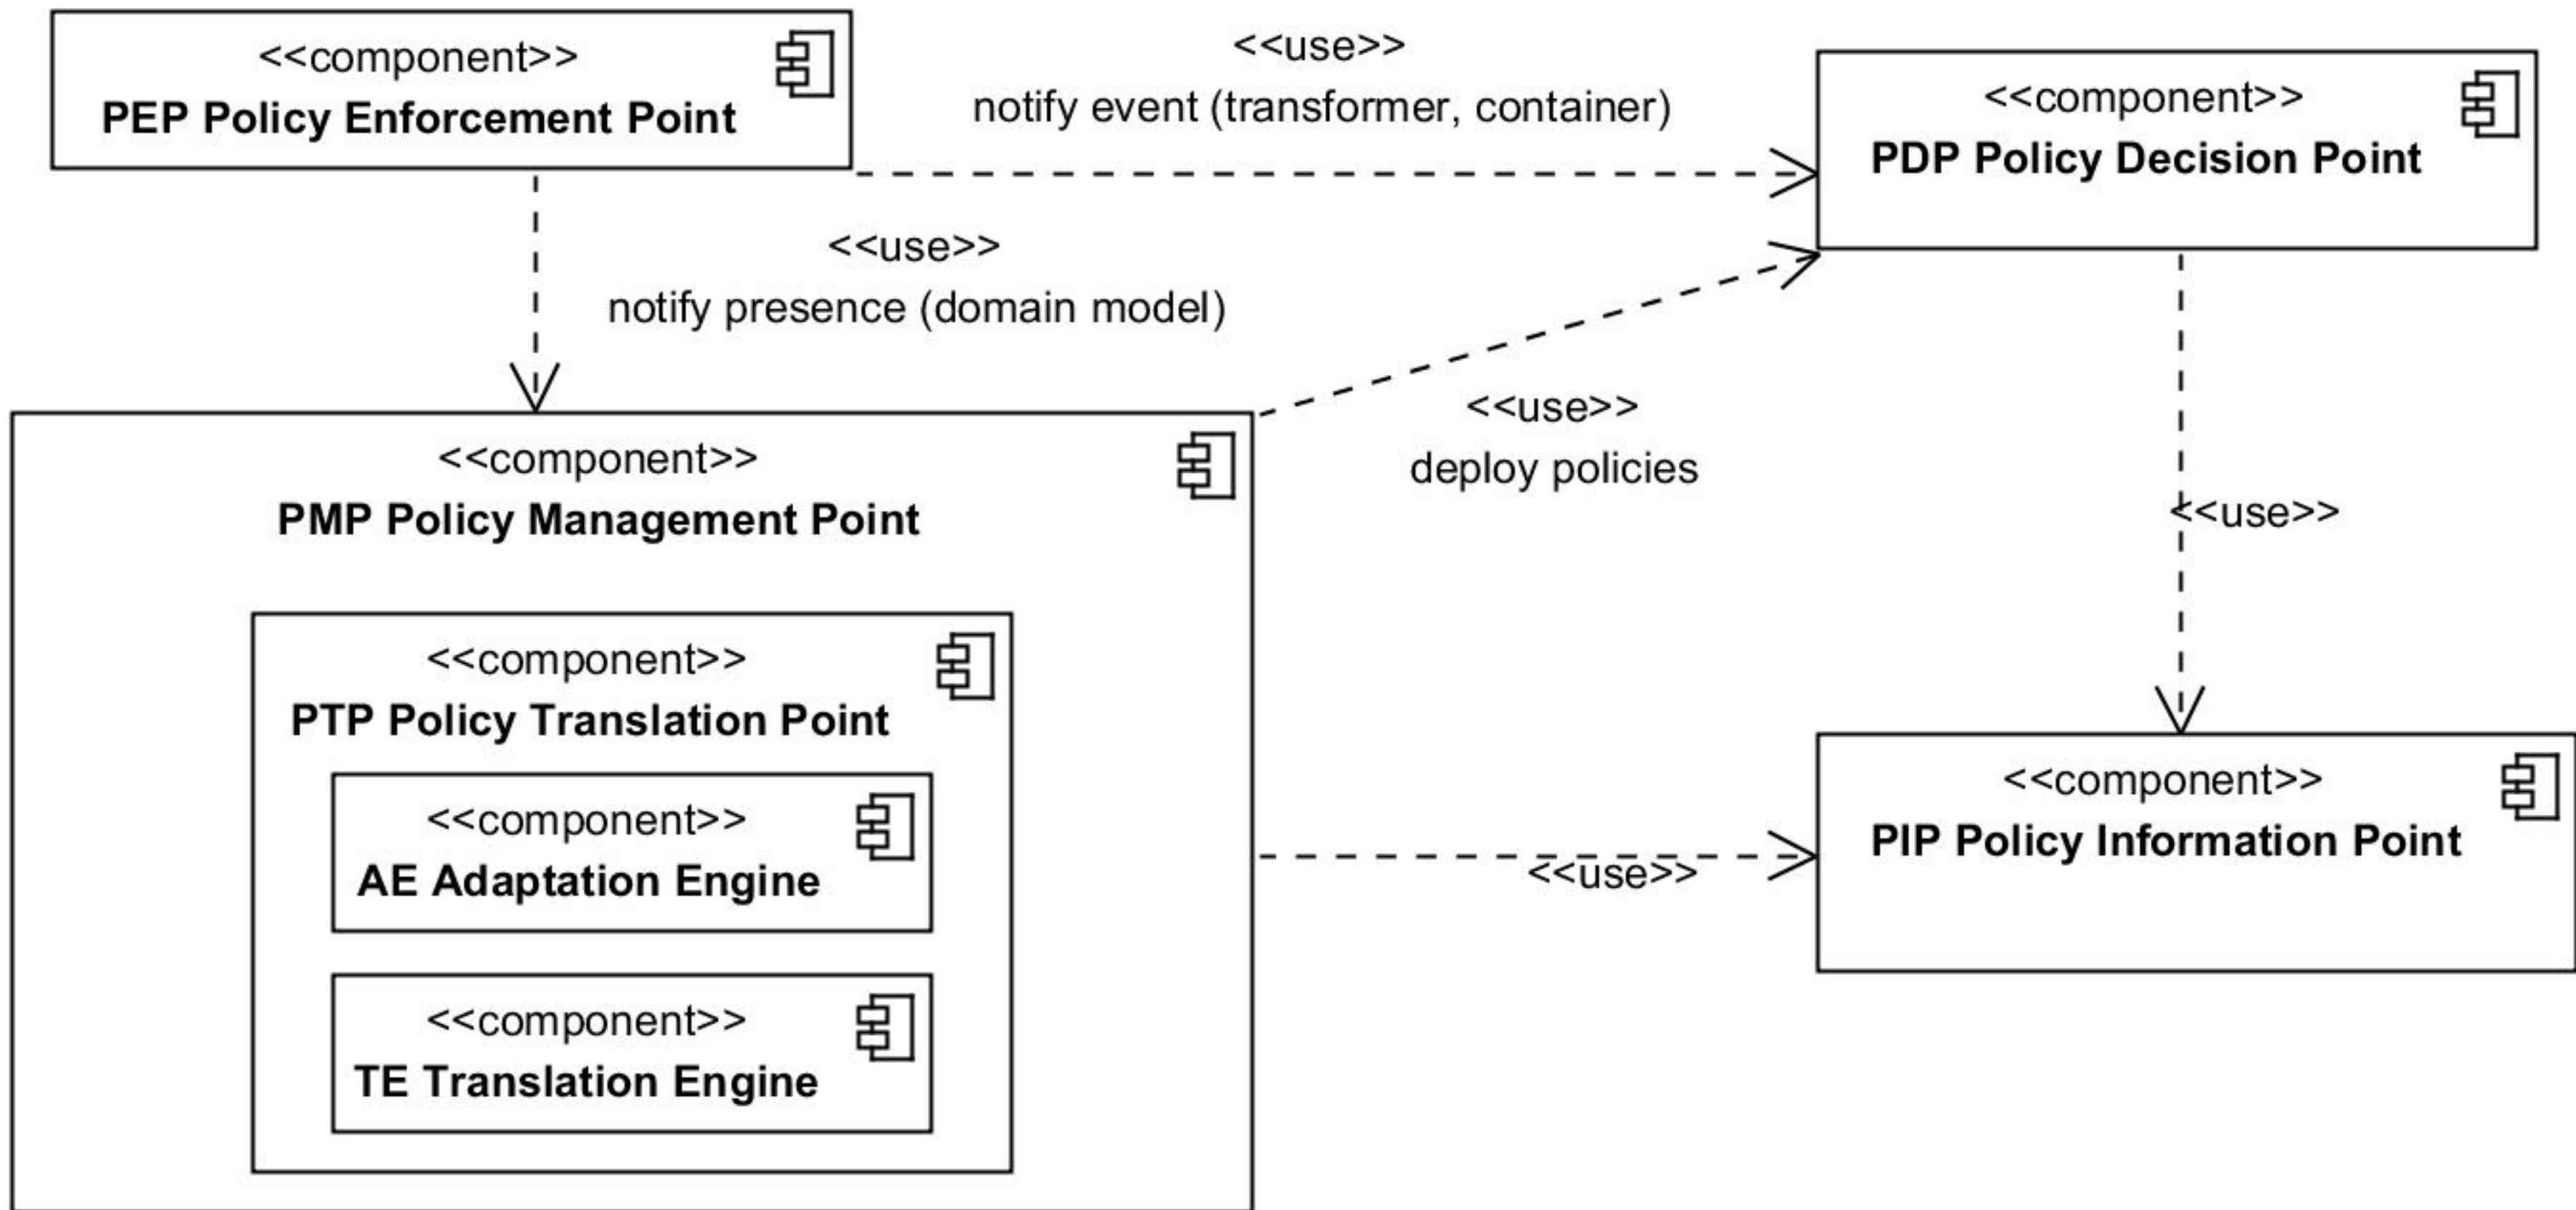 <<component>>
PEP Policy Enforcement Point
<<use>>
notify event (transformer, container)
<<component>>
PDP Policy Decision Point
<<use>>
notify presence (domain model)
<<use>>
deploy policies
<<component>>
PMP Policy Management Point
<<use>>
<<component>>
PTP Policy Translation Point
<<component>>
AE Adaptation Engine
<<use>>
<<component>>
PIP Policy Information Point
<<component>>
TE Translation Engine